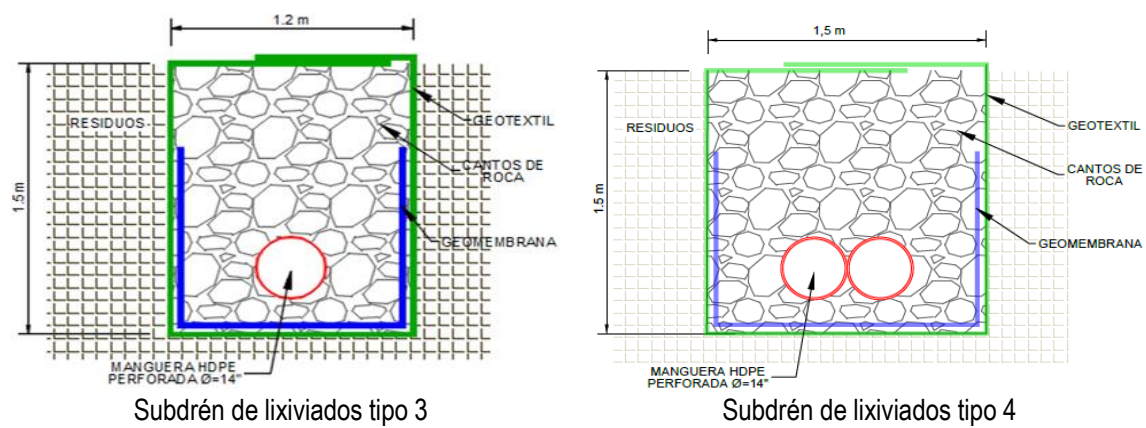 1.2 m
1.5 m
RESIDUOS
GEOTEXTIL
CANTOS DE
ROCA
GEOMEMBRANA
MANGUERA HDPE
PERFORADA Ø=14"
Subdrén de lixiviados tipo 3
1,5 m
1.5 m
RESIDUOS
GEOTEXTIL
CANTOS DE
ROCA
GEOMEMBRANA
MANGUERA HDPE
PERFORADA Ø=14"
Subdrén de lixiviados tipo 4